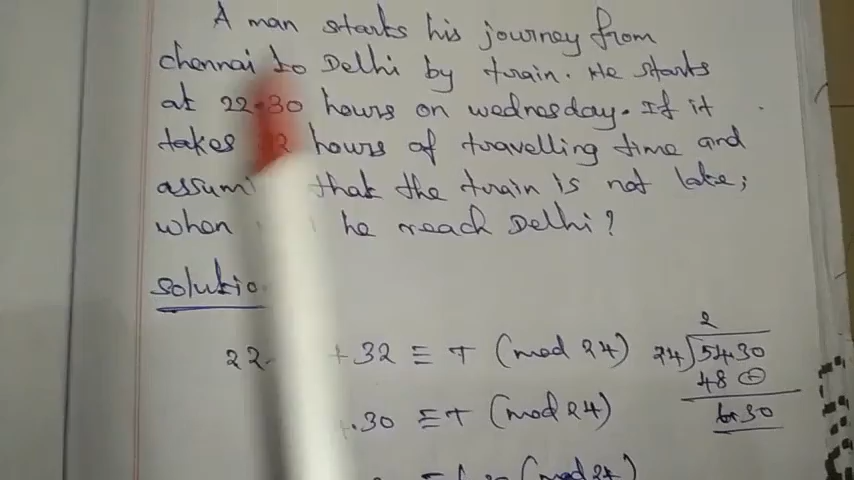 A man starts his journey from
chennai to Delhi by train. He starts
at 22.30 hours on wednesday. If it
takes hours of travelling time and
that the train is not late;
when he reach Delhi?
22. + 32 ≡ T (mod 24)
.30 ≡ T (mod 24)
(mod 24)
2
24)54.30
48
6.30